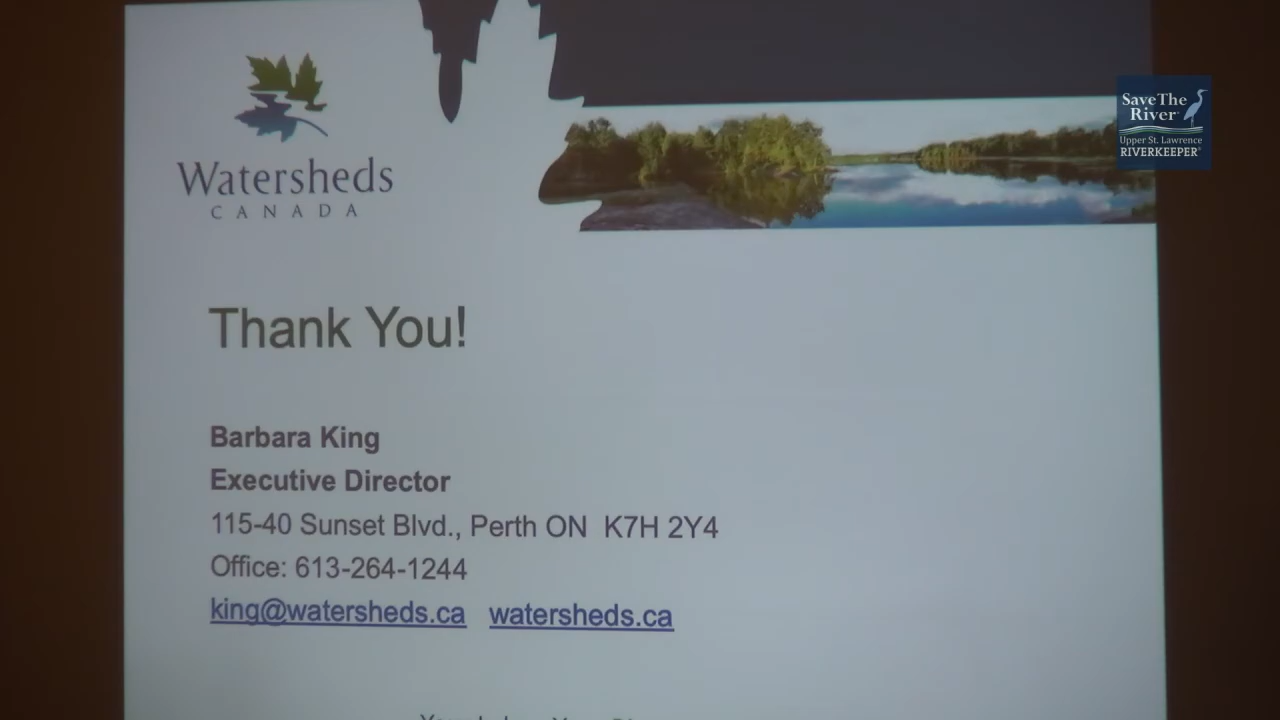 Watersheds
CANADA
Save The
River
Upper St. Lawrence
RIVERKEEPER
Thank You!
Barbara King
Executive Director
115-40 Sunset Blvd., Perth ON K7H 2Y4
Office: 613-264-1244
king@watersheds.ca watersheds.ca